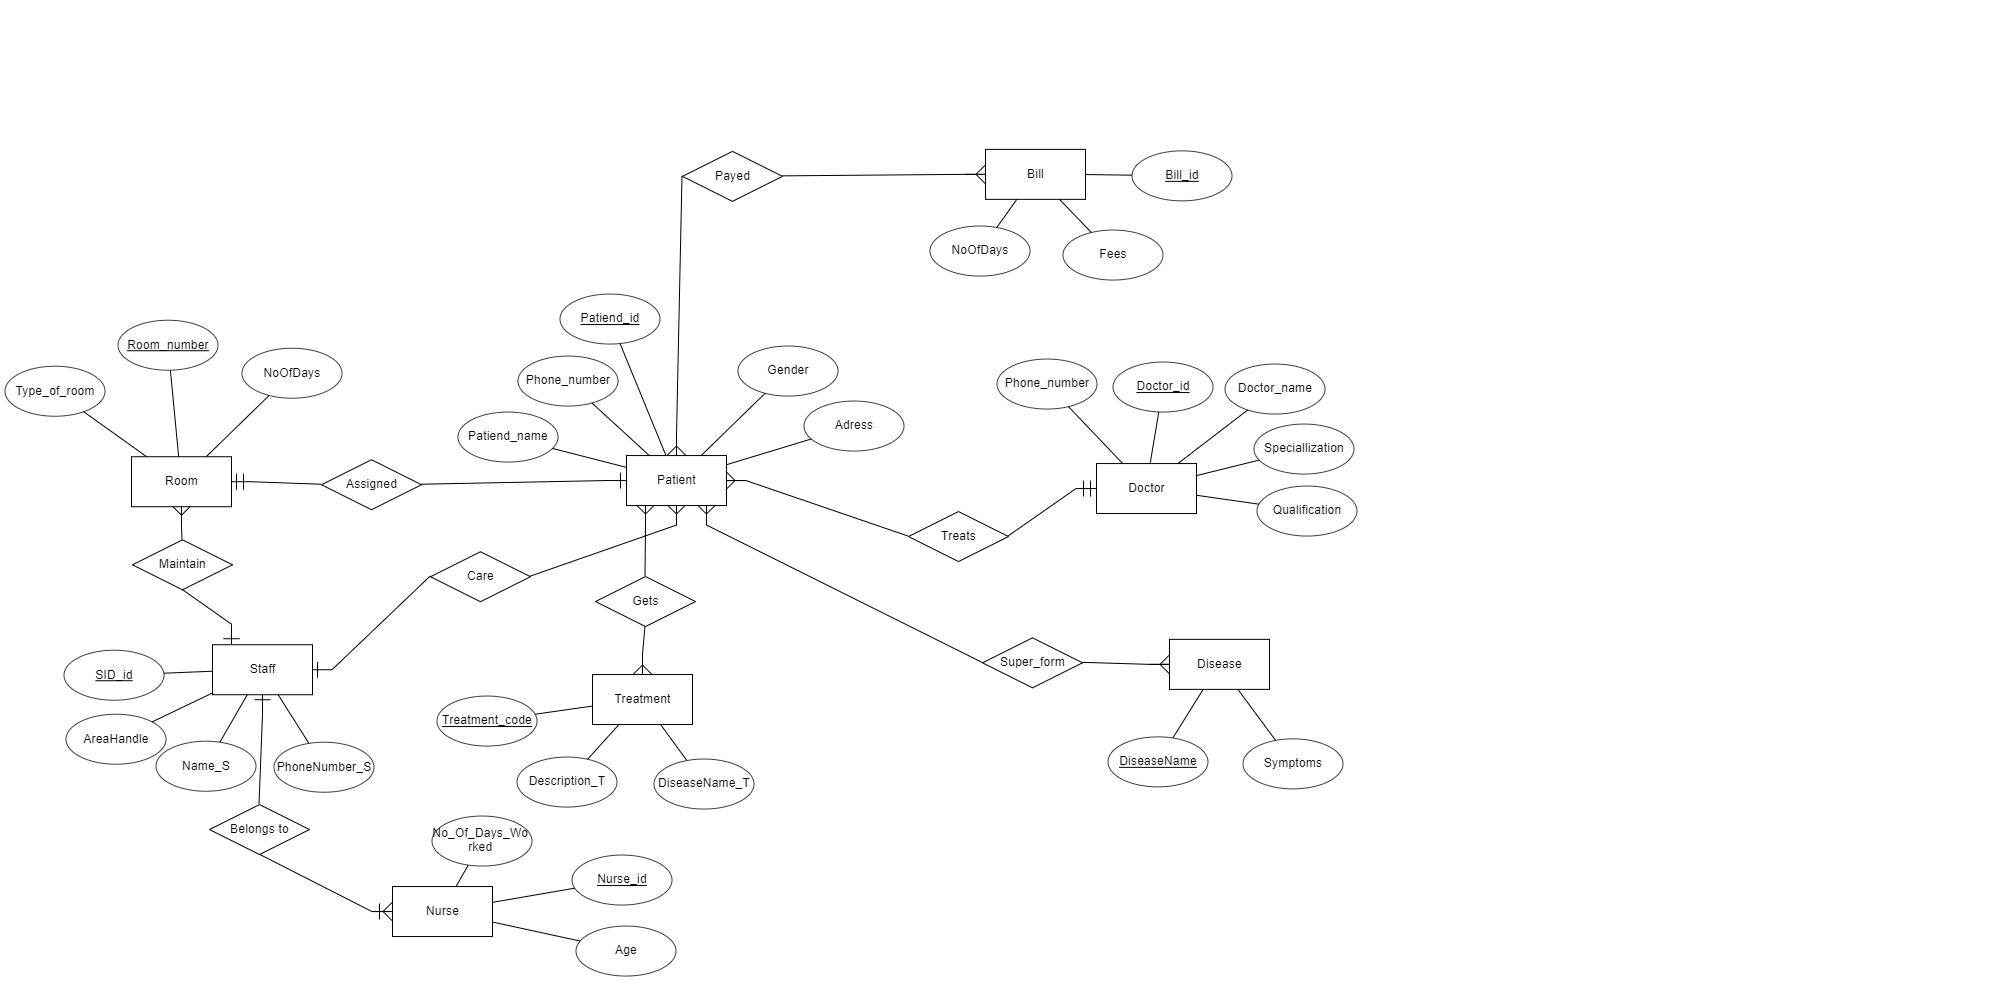 Payed
Bill
Bill_id
NoOfDays
Fees
Patiend_id
Room_number
NoOfDays
Type_of_room
Phone_number
Gender
Patiend_name
Adress
Phone_number
Doctor_id
Doctor_name
Speciallization
Qualification
Room
Assigned
Patient
Doctor
Treats
Maintain
Care
Gets
Super_form
Disease
Staff
SID_id
AreaHandle
Name_S
PhoneNumber_S
Treatment
Treatment_code
Description_T
DiseaseName_T
DiseaseName
Symptoms
Belongs to
No_Of_Days_Wo
rked
Nurse
Nurse_id
Age